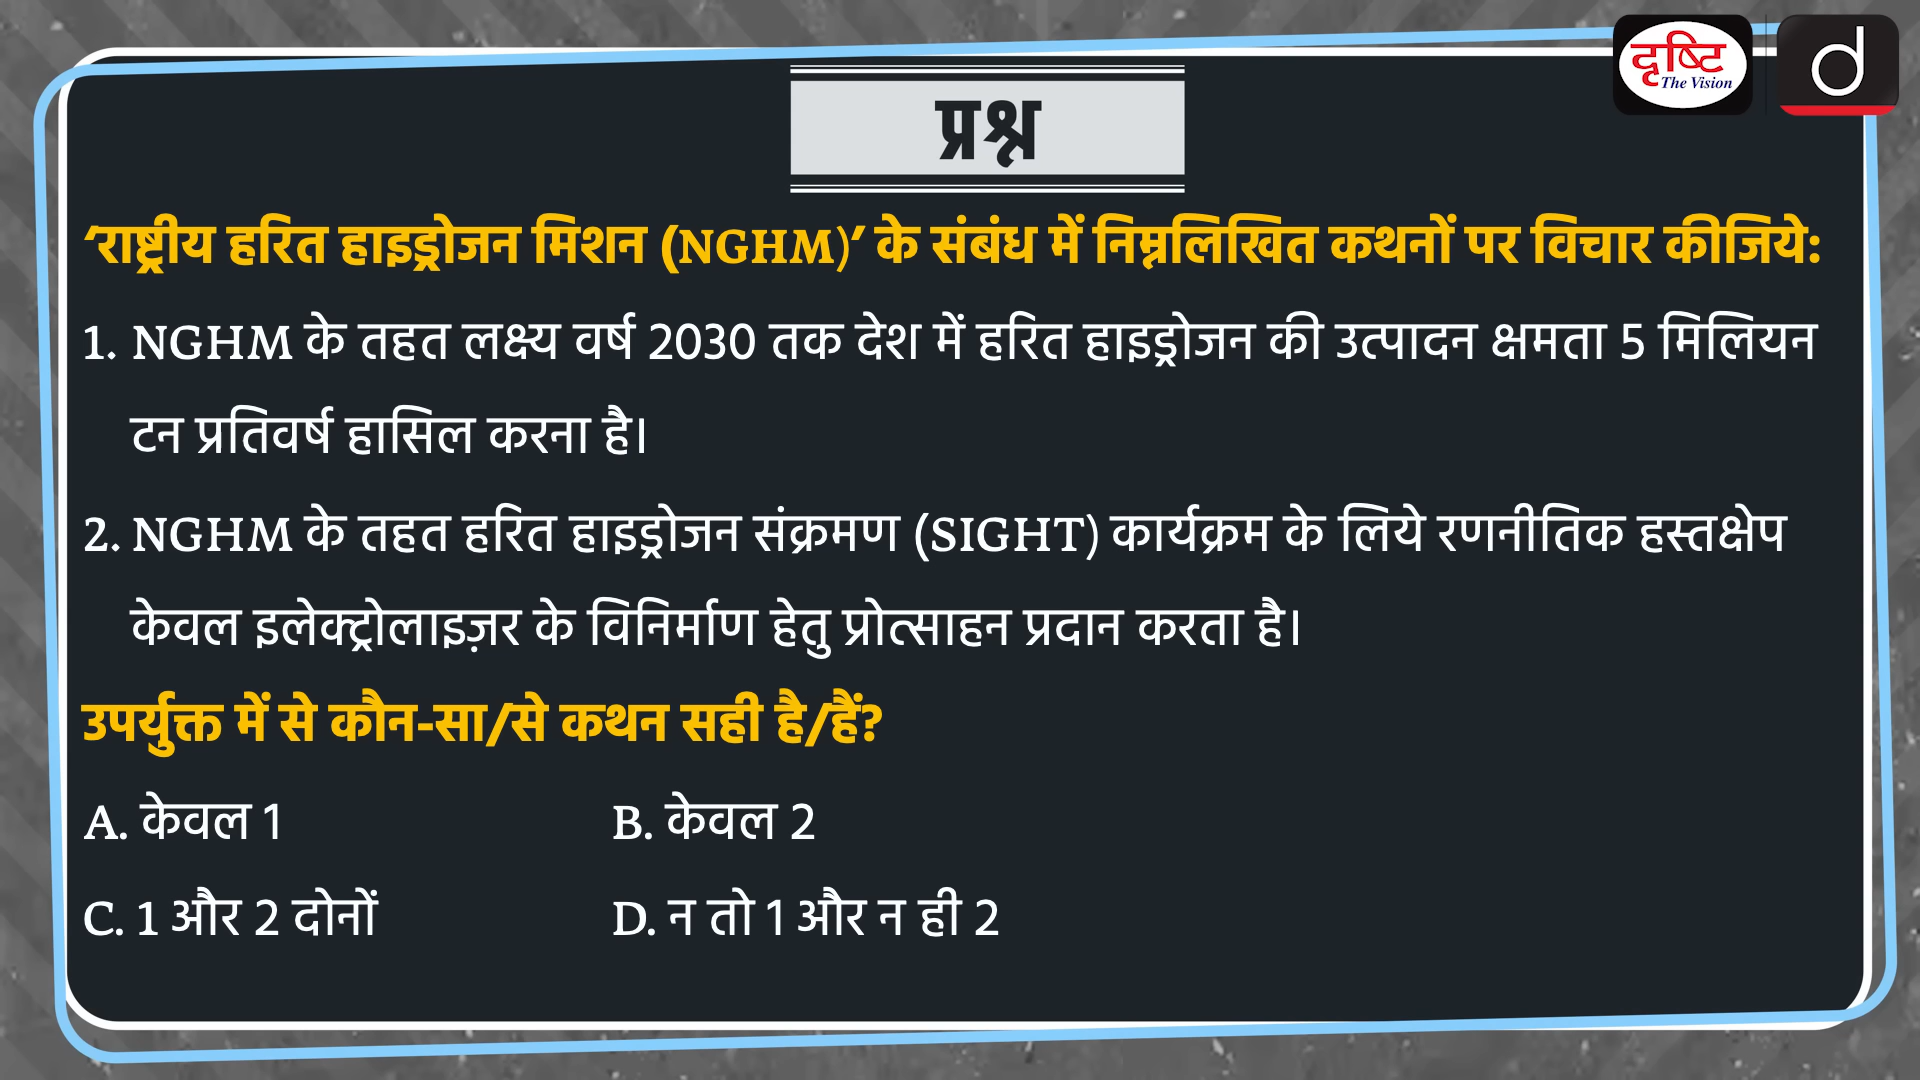 दृष्टि
The Vision
d
प्रश्न
‘राष्ट्रीय हरित हाइड्रोजन मिशन (NGHM)’ के संबंध में निम्नलिखित कथनों पर विचार कीजिये:
1. NGHM के तहत लक्ष्य वर्ष 2030 तक देश में हरित हाइड्रोजन की उत्पादन क्षमता 5 मिलियन
टन प्रतिवर्ष हासिल करना है।
2. NGHM के तहत हरित हाइड्रोजन संक्रमण (SIGHT) कार्यक्रम के लिये रणनीतिक हस्तक्षेप
केवल इलेक्ट्रोलाइज़र के विनिर्माण हेतु प्रोत्साहन प्रदान करता है।
उपर्युक्त में से कौन-सा/से कथन सही है/हैं?
A. केवल 1 B. केवल 2
C. 1 और 2 दोनों D. न तो 1 और न ही 2